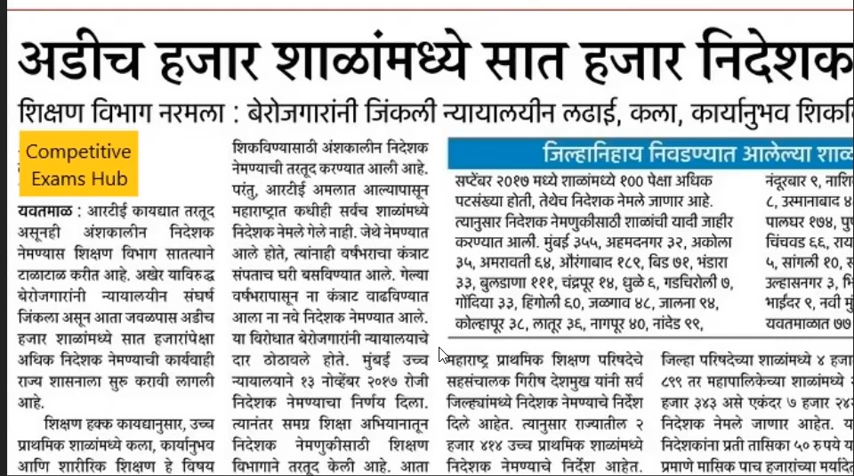 अडीच हजार शाळांमध्ये सात हजार निदेशक
शिक्षण विभाग नरमला : बेरोजगारांनी जिंकली न्यायालयीन लढाई, कला, कार्यानुभव
Competitive
Exams Hub
यवतमाळ : आरटीई कायद्यात तरतूद
असूनही अंशकालीन निदेशक
नेमण्यास शिक्षण विभाग सातत्याने
टाळाटाळ करीत आहे. अखेर याविरुद्ध
बेरोजगारांनी न्यायालयीन संघर्ष
जिंकला असून आता जवळपास अडीच
हजार शाळांमध्ये सात हजारांपेक्षा
अधिक निदेशक नेमण्याची कार्यवाही
राज्य शासनाला सुरू करावी लागली
आहे.
शिक्षण हक्क कायद्यानुसार, उच्च
प्राथमिक शाळांमध्ये कला, कार्यानुभव
आणि शारीरिक शिक्षण हे विषय
शिकविण्यासाठी अंशकालीन निदेशक
नेमण्याची तरतूद करण्यात आली आहे.
परंतु, आरटीई अमलात आल्यापासून
महाराष्ट्रात कधीही सर्वच शाळांमध्ये
निदेशक नेमले गेले नाही. जेथे नेमण्यात
आले होते, त्यांनाही वर्षभराचा कंत्राट
संपताच घरी बसविण्यात आले. गेल्या
वर्षभरापासून ना कंत्राट वाढविण्यात
आला ना नवे निदेशक नेमण्यात आले.
या विरोधात बेरोजगारांनी न्यायालयाचे
दार ठोठावले होते. मुंबई उच्च
न्यायालयाने १३ नोव्हेंबर २०१७ रोजी
निदेशक नेमण्याचा निर्णय दिला.
त्यानंतर समग्र शिक्षा अभियानातून
निदेशक नेमणुकीसाठी शिक्षण
विभागाने तरतूद केली आहे. आता
जिल्हानिहाय निवडण्यात आलेल्या
सप्टेंबर २०१७ मध्ये शाळांमध्ये १०० पेक्षा अधिक
पटसंख्या होती, तेथेच निदेशक नेमले जाणार आहे.
त्यानुसार निदेशक नेमणुकीसाठी शाळांची यादी जाहीर
करण्यात आली. मुंबई ३५५, अहमदनगर ३२, अकोला
३५, अमरावती ६४, औरंगाबाद १८९, बिड ७१, भंडारा
३३, बुलडाणा १११, चंद्रपूर १४, धुळे ६, गडचिरोली ७,
गोंदिया ३३, हिंगोली ६०, जळगाव ४८, जालना ९४,
कोल्हापूर ३८, लातूर ३६, नागपूर ४०, नांदेड ९९,
नंदूरबार ९,
८, उस्मानाबाद
पालघर १७४,
चिंचवड ६६,
५, सांगली १०,
उल्हासनगर ३,
भाईंदर ९, नवी
यवतमाळात ७७
महाराष्ट्र प्राथमिक शिक्षण परिषदेचे
सहसंचालक गिरीष देशमुख यांनी सर्व
जिल्ह्यांमध्ये निदेशक नेमण्याचे निर्देश
दिले आहेत. त्यानुसार राज्यातील २
हजार ४१४ उच्च प्राथमिक शाळांमध्ये
निदेशक नेमण्याचे निर्देश आहेत.
जिल्हा परिषदेच्या शाळांमध्ये ४ हजार
८९९ तर महापालिकेच्या शाळांमध्ये
हजार ३४३ असे एकंदर ७ हजार
निदेशक नेमले जाणार आहेत.
निदेशकांना प्रती तासिका ५० रुपये
प्रमाणे मासिक पाच हजारांच्या